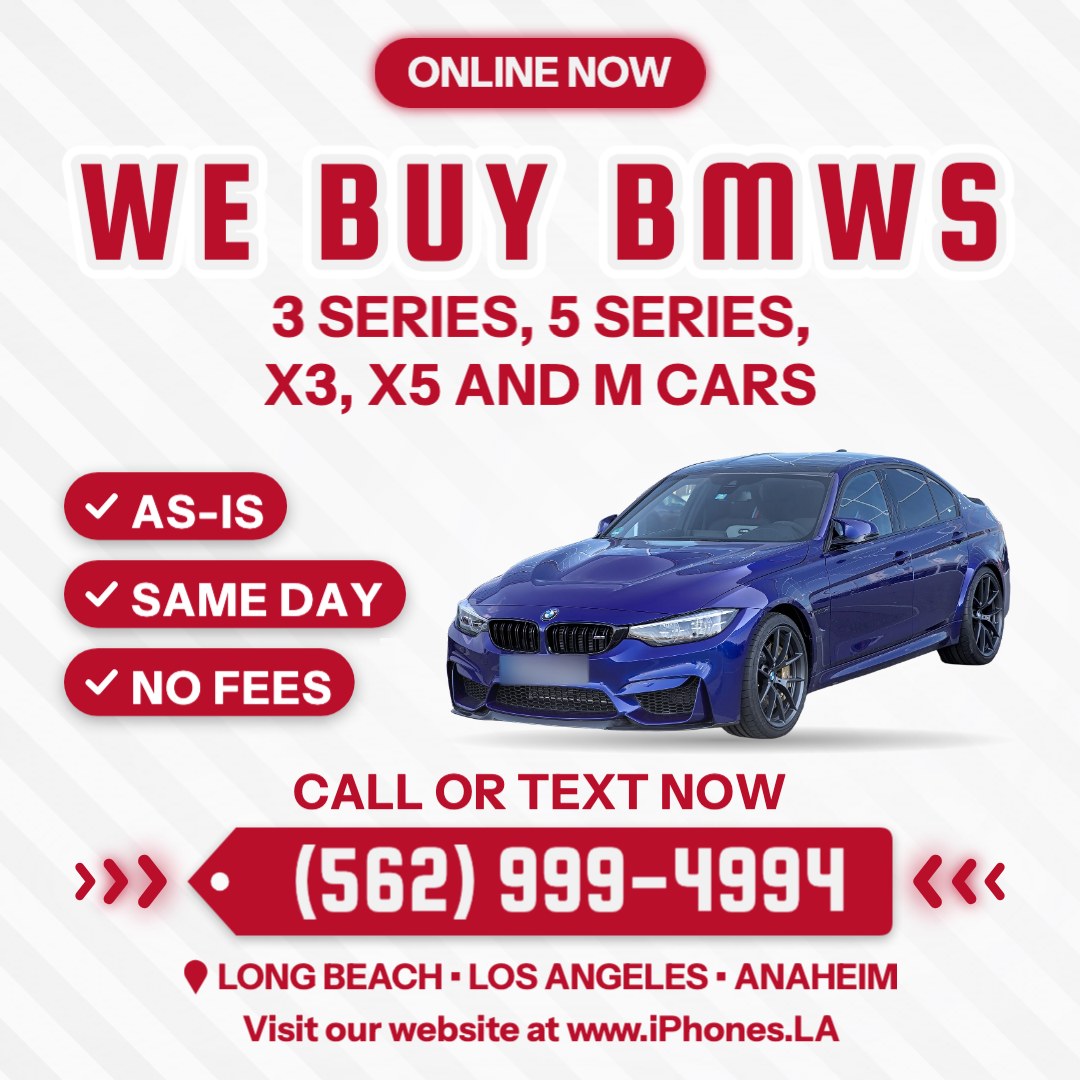 ONLINE NOW
WE BUY BMWS
3 SERIES, 5 SERIES,
X3, X5 AND M CARS
AS-IS
SAME DAY
NO FEES
CALL OR TEXT NOW
(562) 999-4994
LONG BEACH ▪ LOS ANGELES ▪ ANAHEIM
Visit our website at www.iPhones.LA